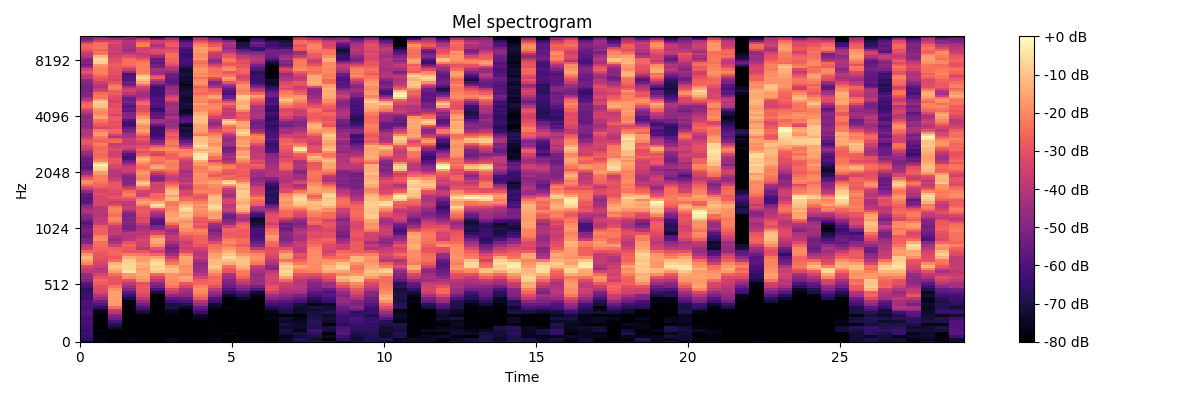 Mel spectrogram
Hz
8192
4096
2048
1024
512
0
0 5 10 15 20 25
Time
+0 dB
-10 dB
-20 dB
-30 dB
-40 dB
-50 dB
-60 dB
-70 dB
-80 dB